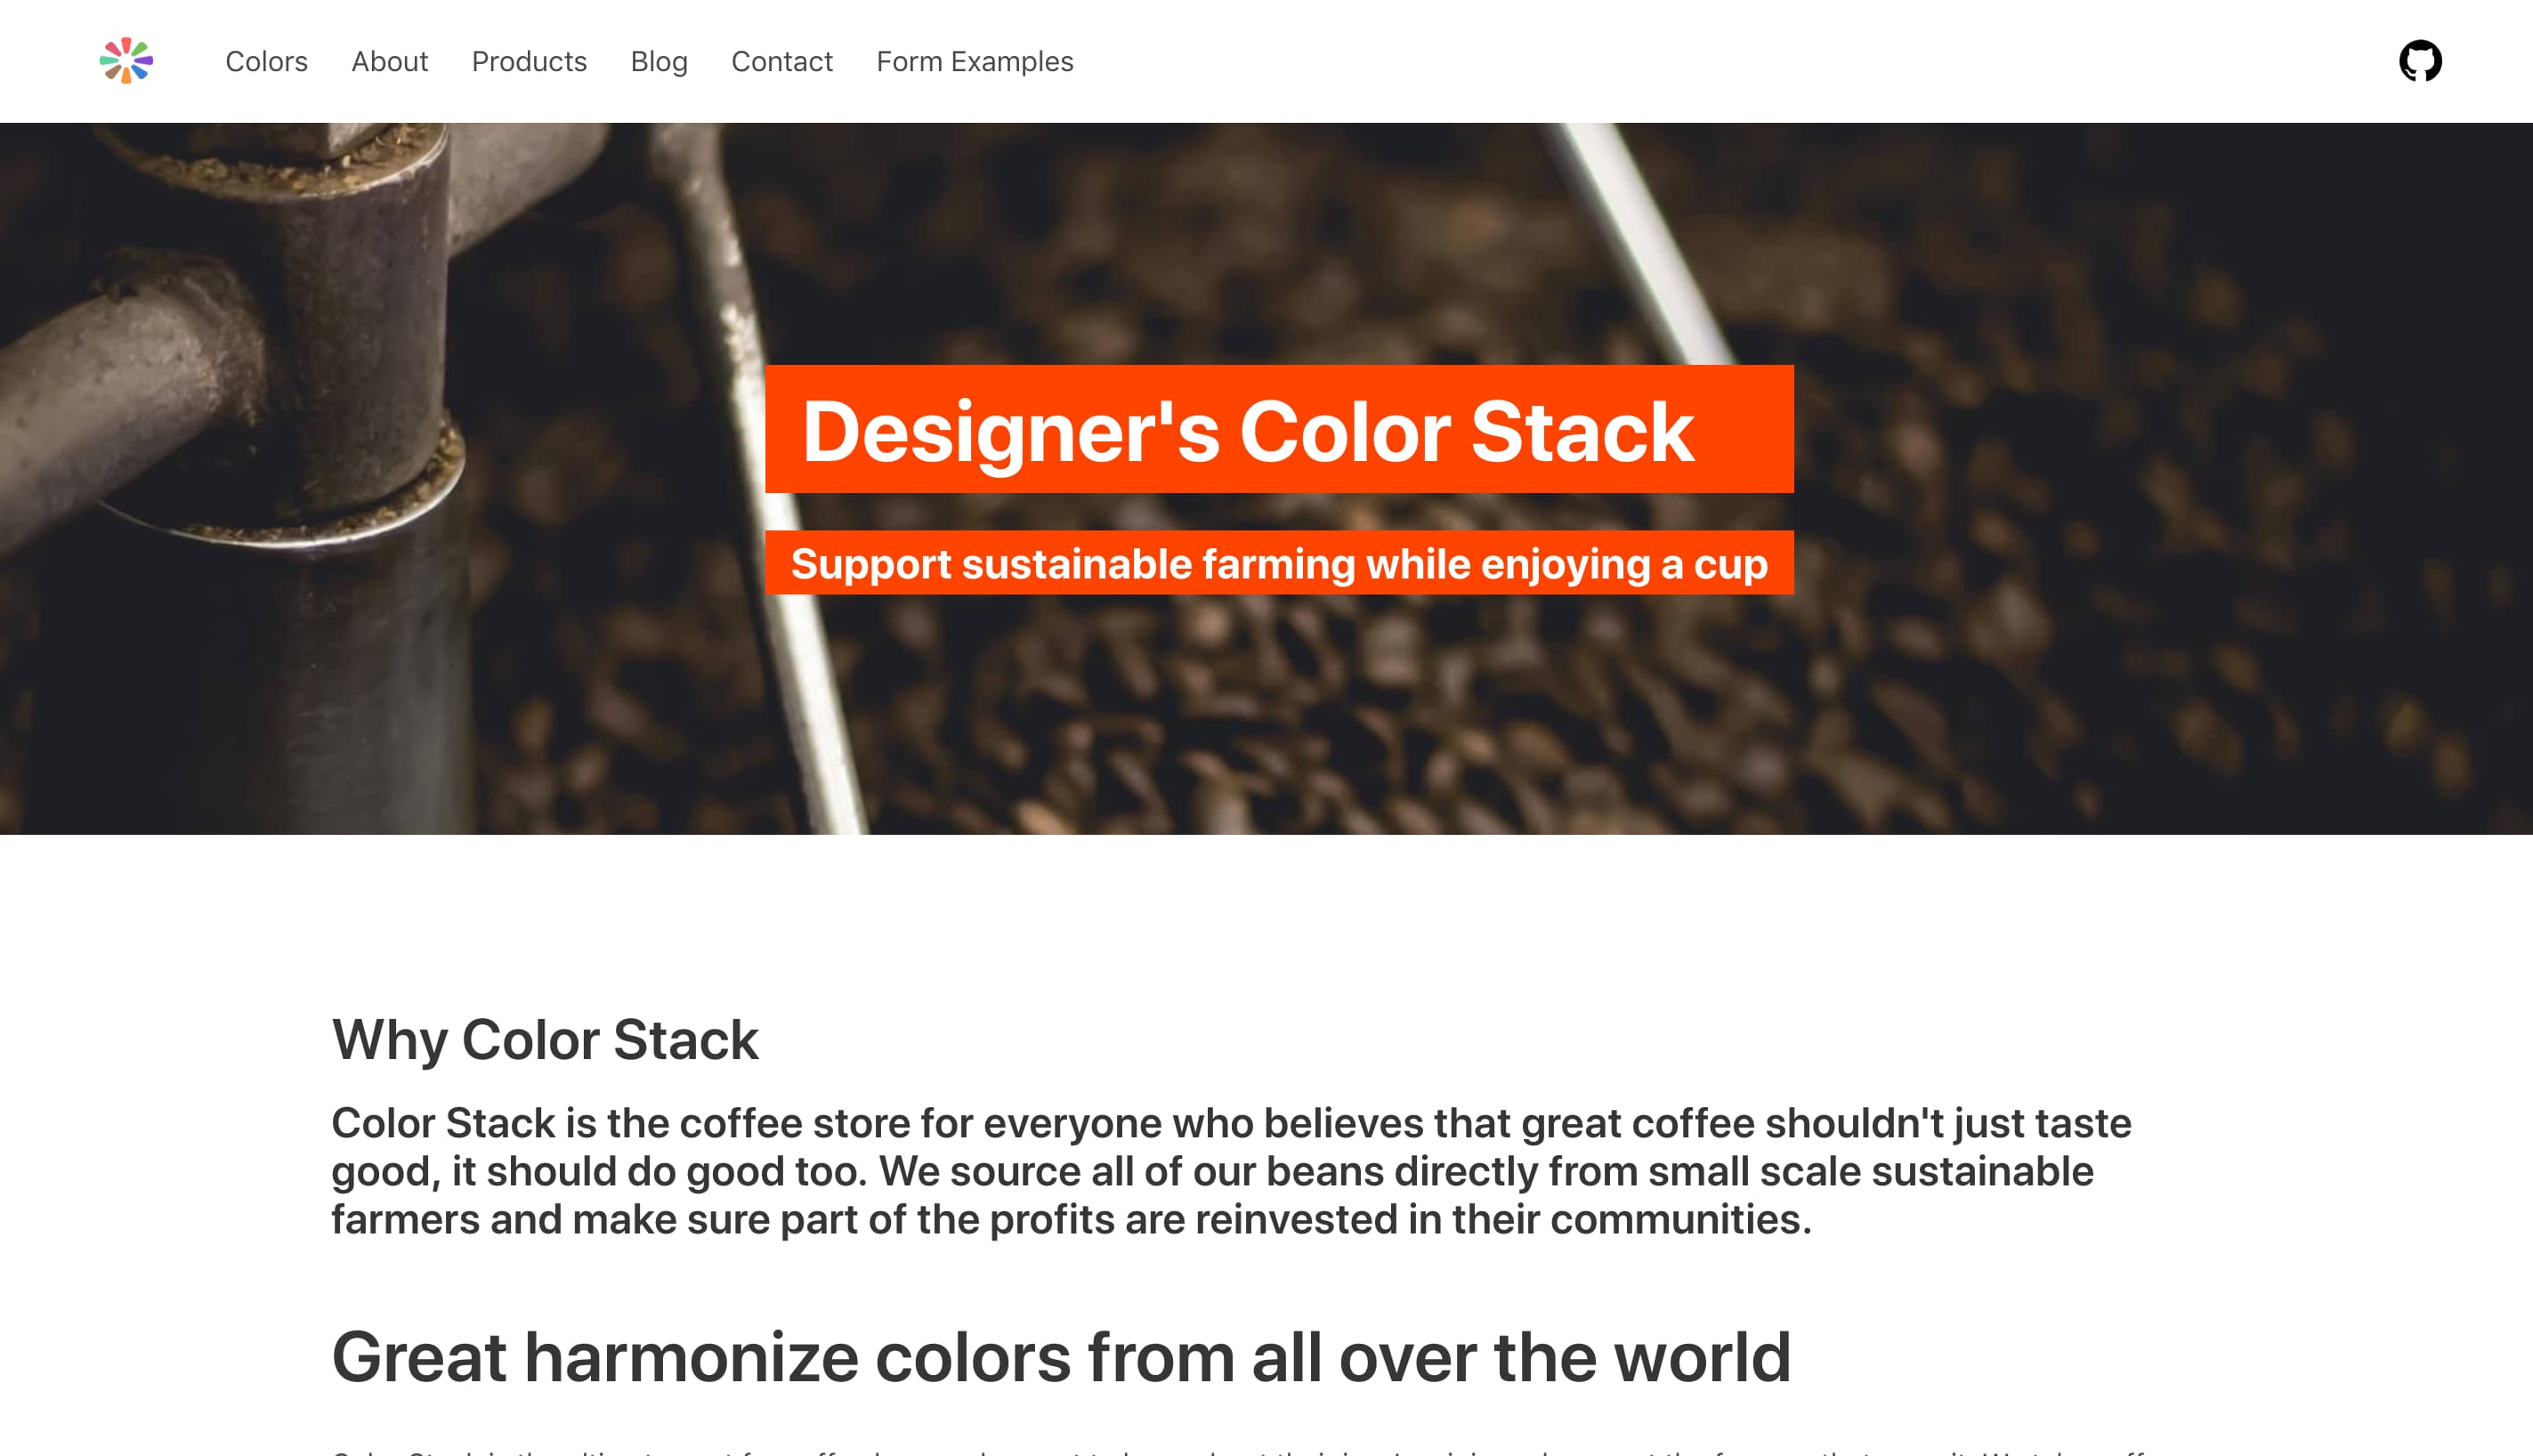 Colors About Products Blog Contact Form Examples
Designer's Color Stack
Support sustainable farming while enjoying a cup
Why Color Stack
Color Stack is the coffee store for everyone who believes that great coffee shouldn't just taste
good, it should do good too. We source all of our beans directly from small scale sustainable
farmers and make sure part of the profits are reinvested in their communities.
Great harmonize colors from all over the world